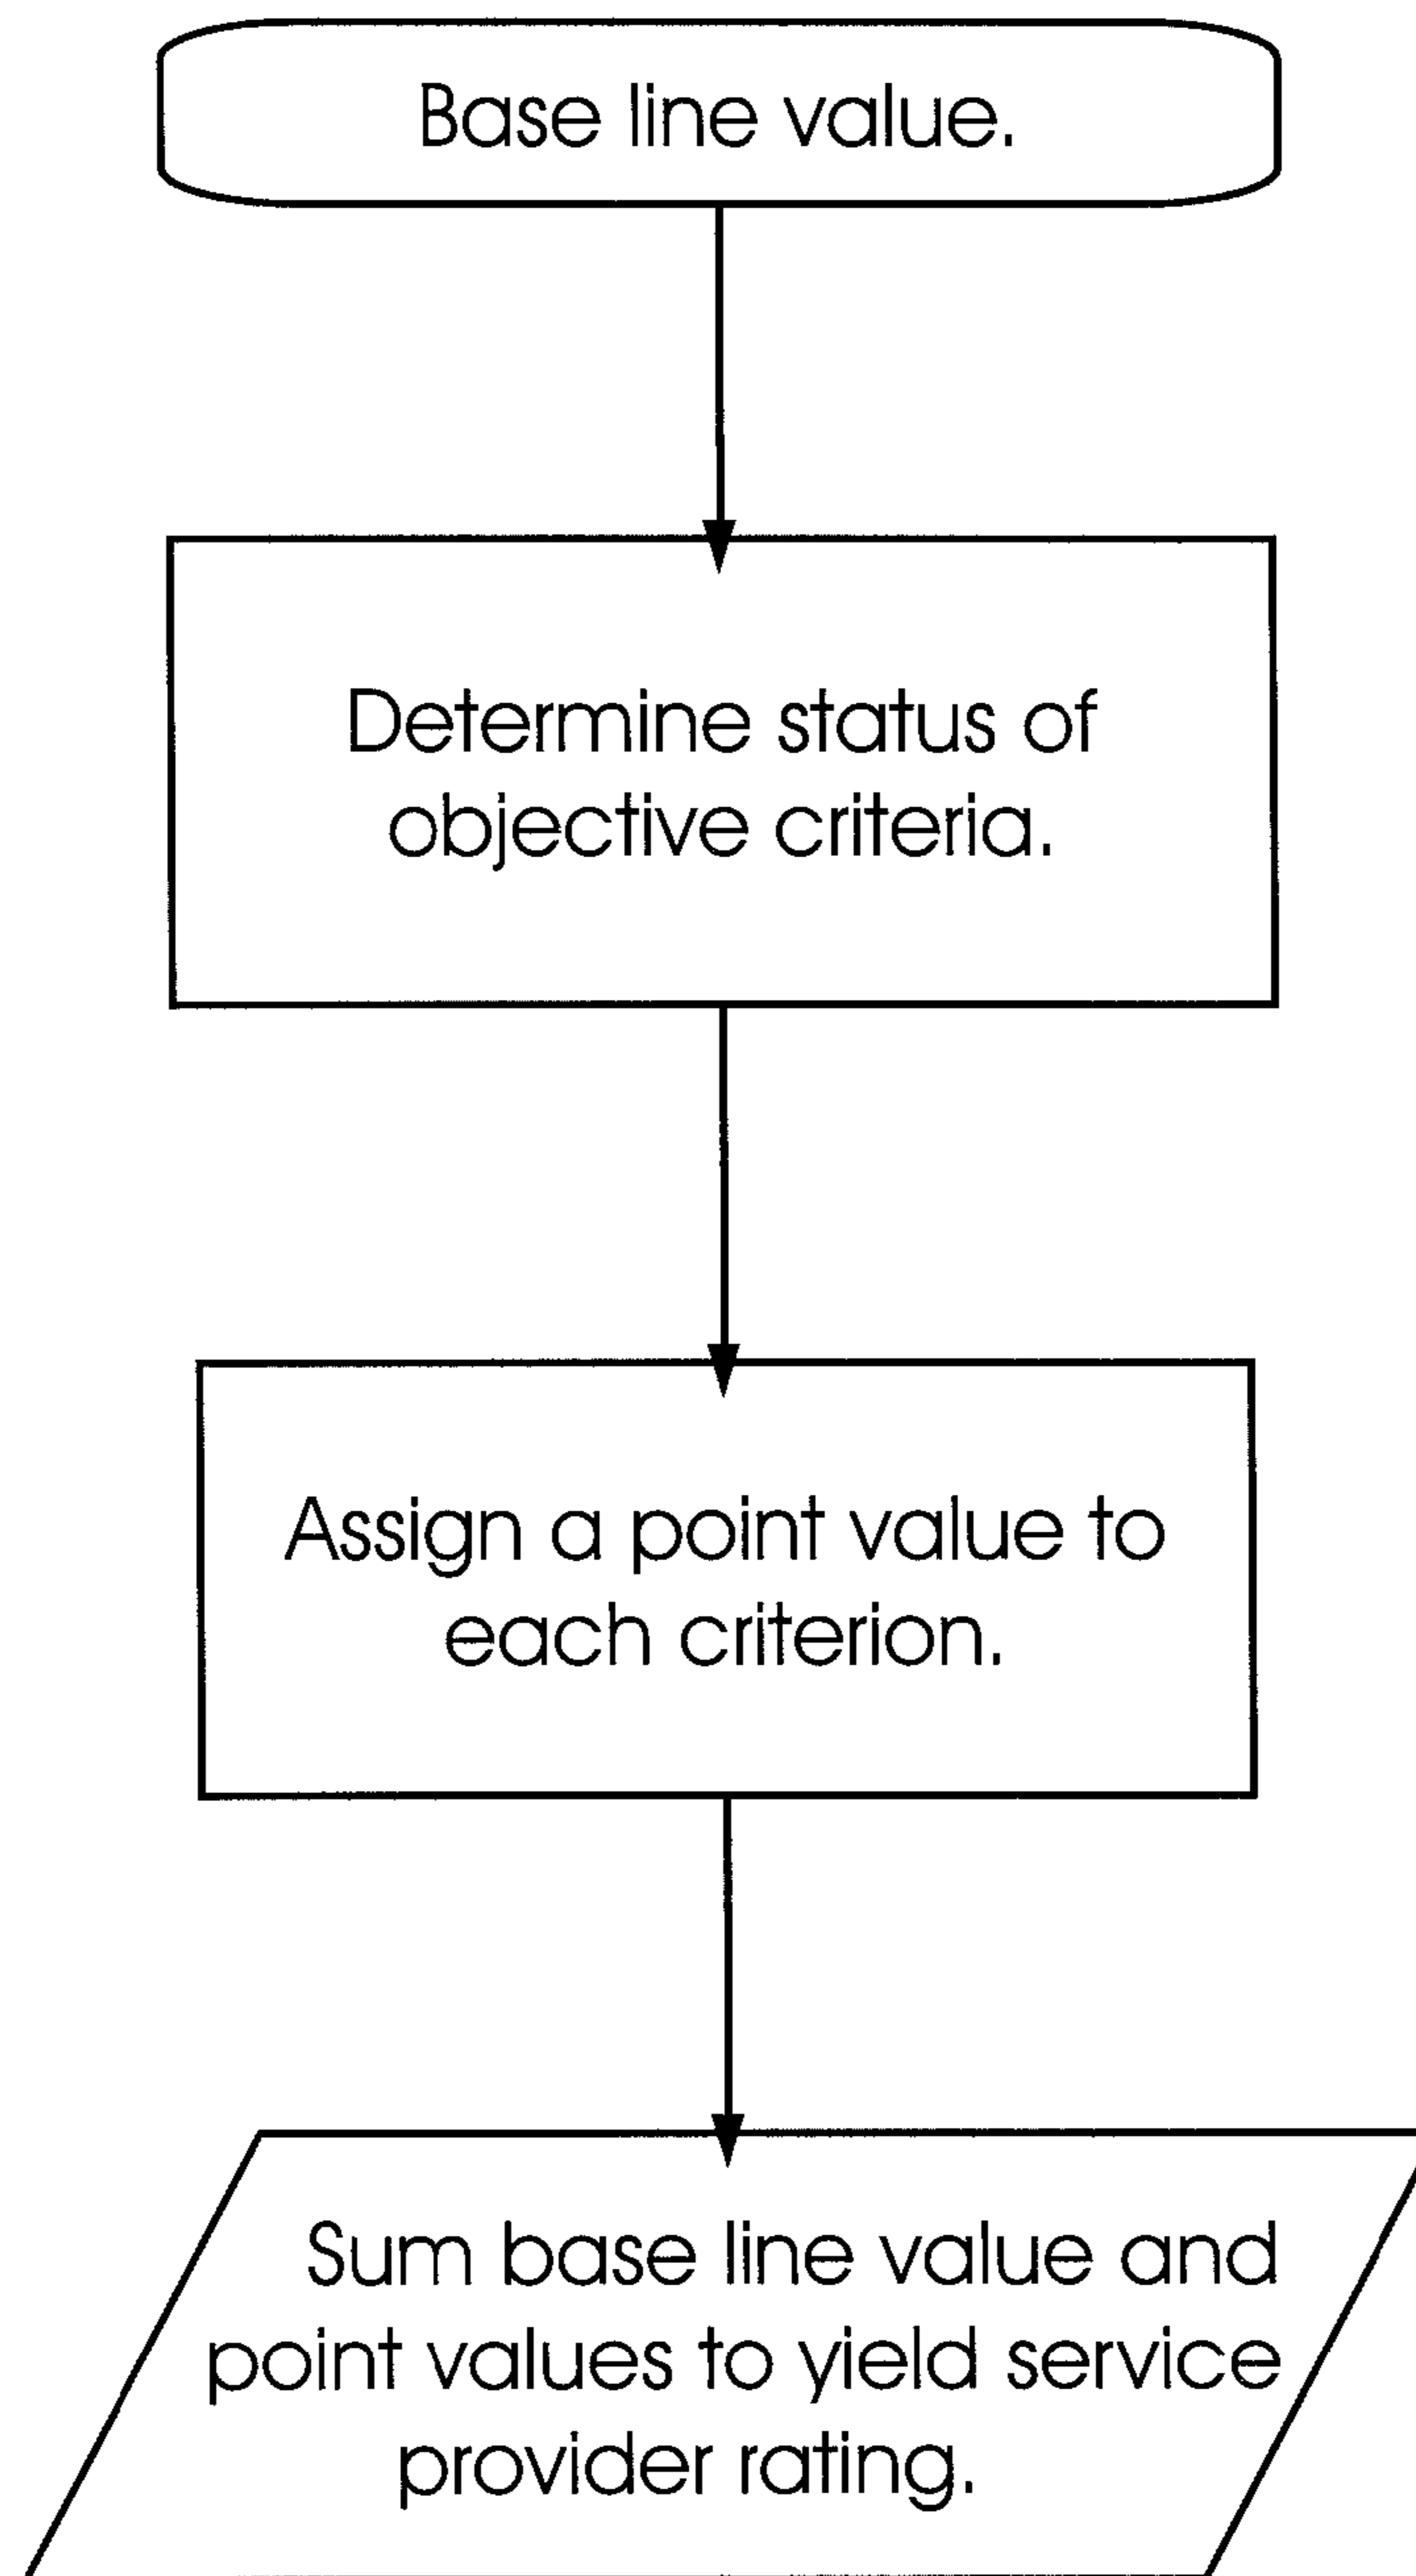 Base line value.
Determine status of
objective criteria.
Assign a point value to
each criterion.
Sum base line value and
point values to yield service
provider rating.